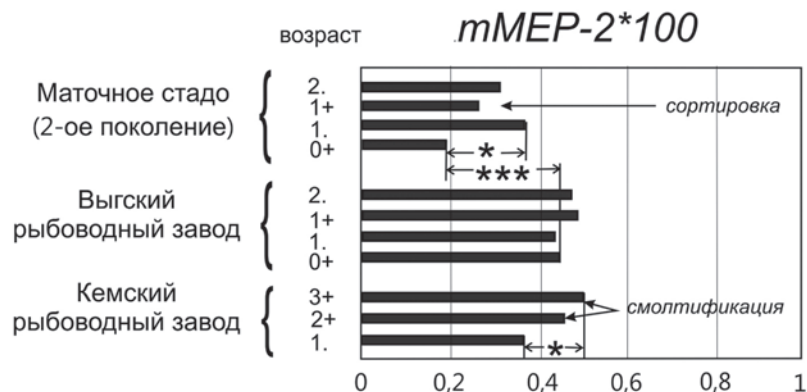 возраст
mMEP-2*100
Маточное стадо
(2-ое поколение)
2.
1+
1.
0+
сортировка
*
***
Выгский
рыбоводный завод
2.
1+
1.
0+
Кемский
рыбоводный завод
3+
2+
1.
смолтификация
*
0 0,2 0,4 0,6 0,8 1